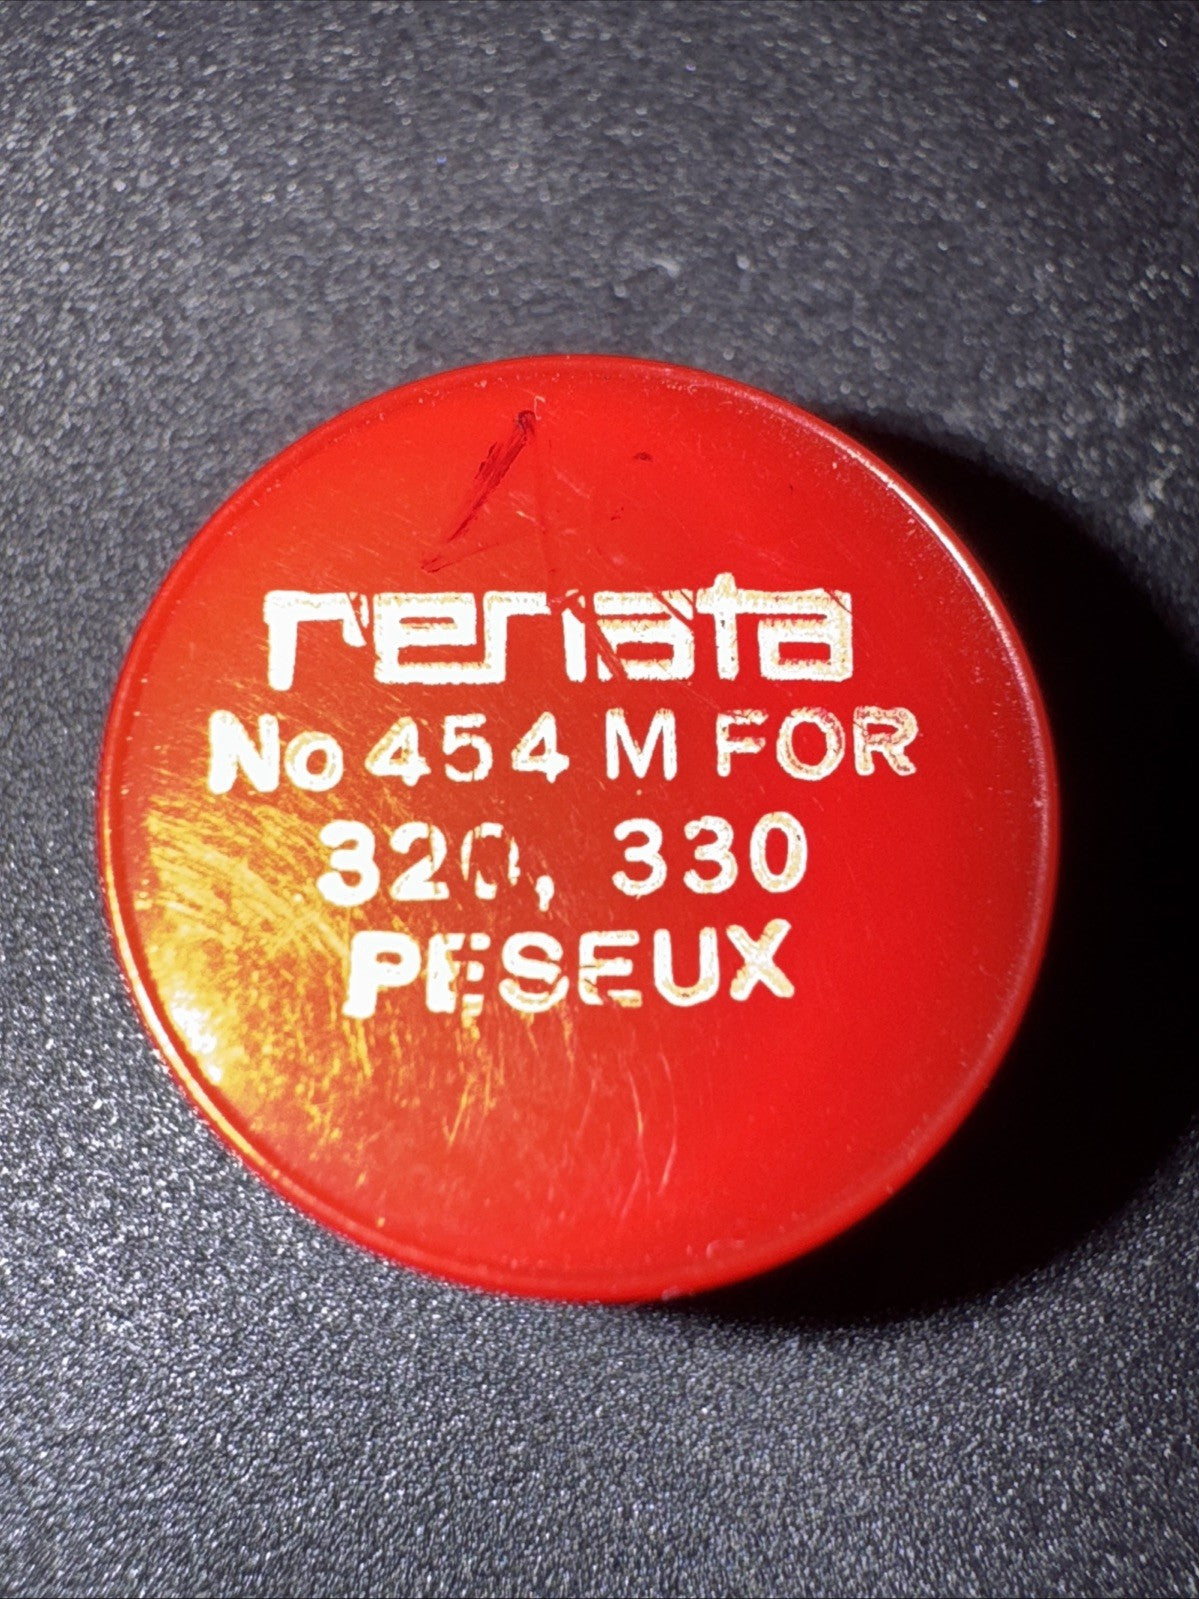 renata
No 454 M FOR
320, 330
PESEUX